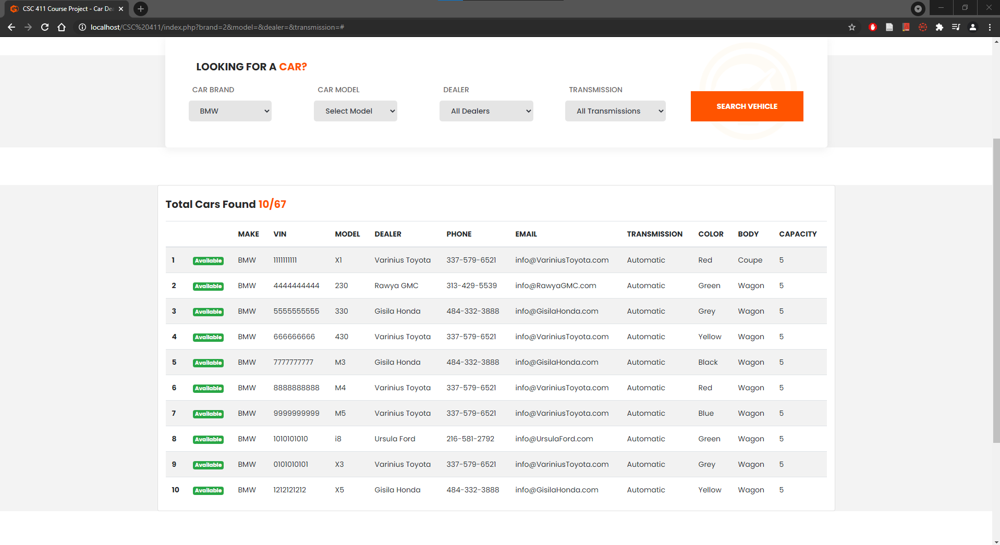 CSC 411 Course Project - Car Dea
localhost/CSC%20411/index.php?brand=2&model=&dealer=&transmission=#
LOOKING FOR A CAR?
CAR BRAND CAR MODEL DEALER TRANSMISSION
BMW Select Model All Dealers All Transmissions SEARCH VEHICLE
Total Cars Found 10/67
MAKE VIN MODEL DEALER PHONE EMAIL TRANSMISSION COLOR BODY CAPACITY
1 Available BMW 1111111111 X1 Varinius Toyota 337-579-6521 info@VariniusToyota.com Automatic Red Coupe 5
2 Available BMW 4444444444 230 Rawya GMC 313-429-5539 info@RawyaGMC.com Automatic Green Wagon 5
3 Available BMW 5555555555 330 Gisila Honda 484-332-3888 info@GisilaHonda.com Automatic Grey Wagon 5
4 Available BMW 666666666 430 Varinius Toyota 337-579-6521 info@VariniusToyota.com Automatic Yellow Wagon 5
5 Available BMW 7777777777 M3 Gisila Honda 484-332-3888 info@GisilaHonda.com Automatic Black Wagon 5
6 Available BMW 8888888888 M4 Varinius Toyota 337-579-6521 info@VariniusToyota.com Automatic Red Wagon 5
7 Available BMW 9999999999 M5 Varinius Toyota 337-579-6521 info@VariniusToyota.com Automatic Blue Wagon 5
8 Available BMW 1010101010 i8 Ursula Ford 216-581-2792 info@UrsulaFord.com Automatic Green Wagon 5
9 Available BMW 0101010101 X3 Varinius Toyota 337-579-6521 info@VariniusToyota.com Automatic Grey Wagon 5
10 Available BMW 1212121212 X5 Gisila Honda 484-332-3888 info@GisilaHonda.com Automatic Yellow Wagon 5